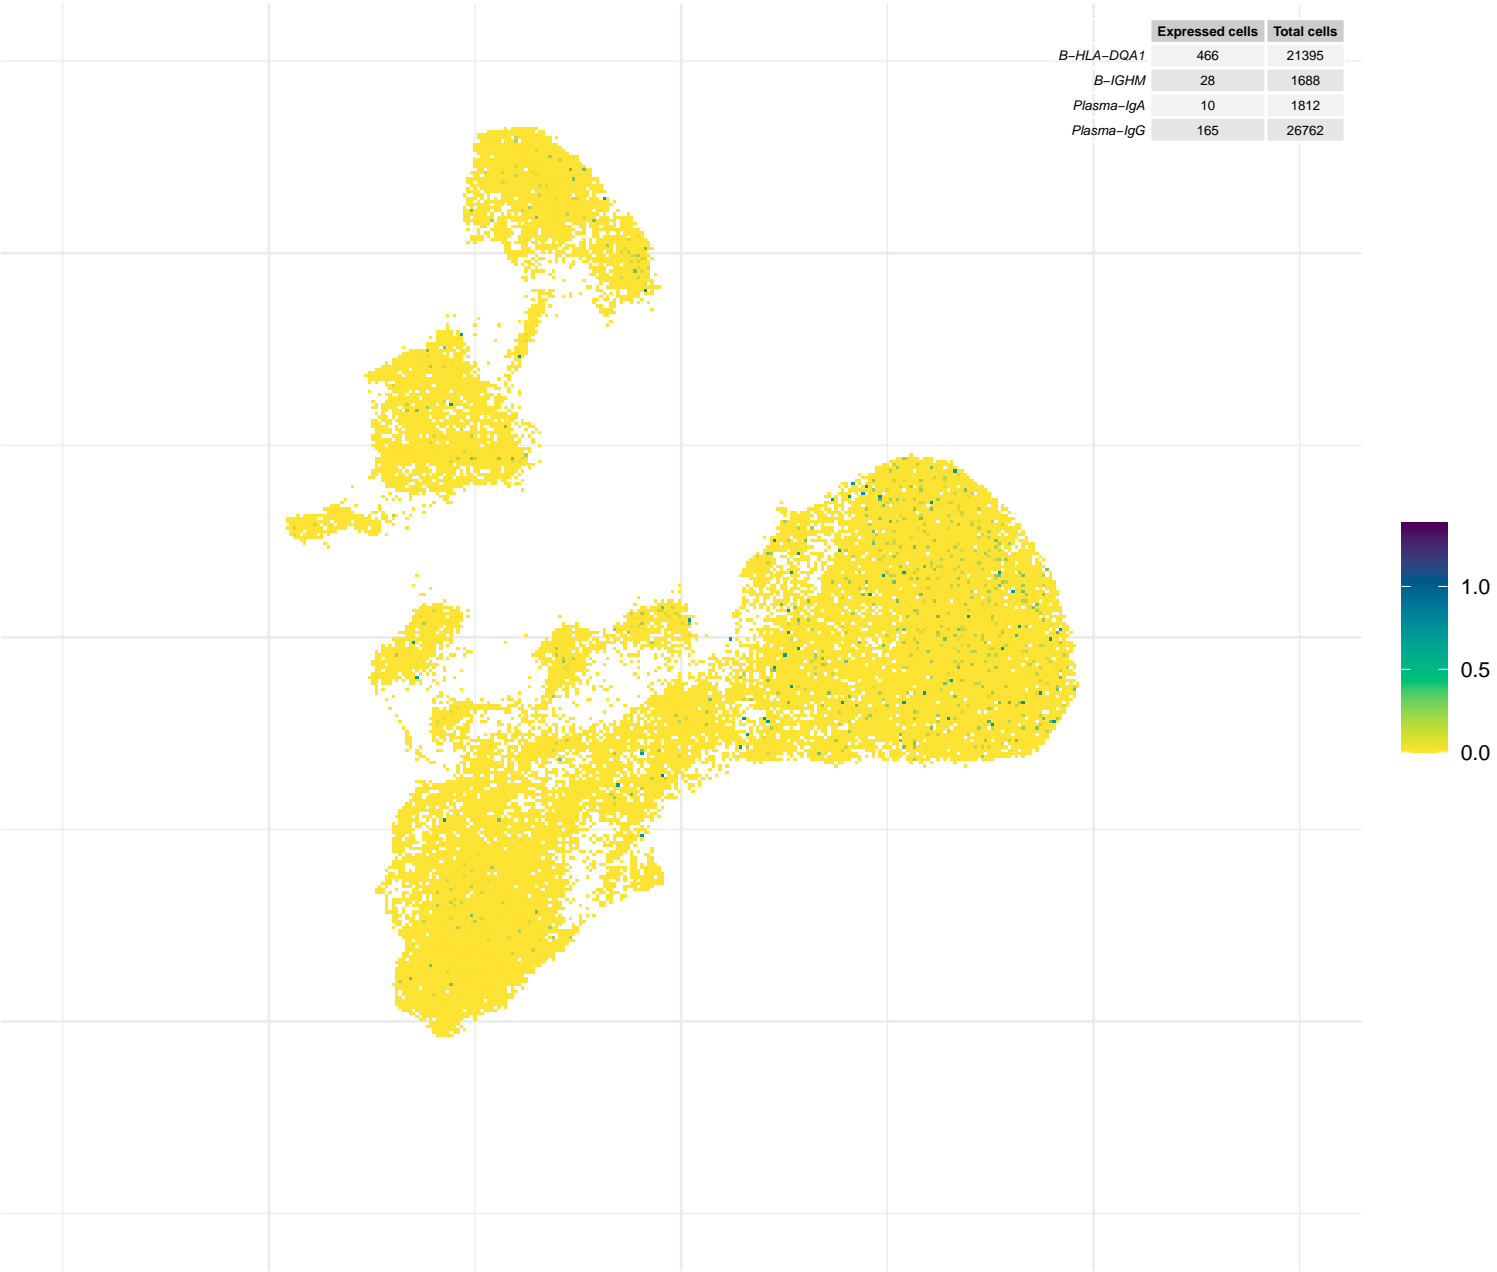 Expressed cells Total cells
B−HLA−DQA1 466 21395
B−IGHM 28 1688
Plasma−IgA 10 1812
Plasma−IgG 165 26762
1.0
0.5
0.0